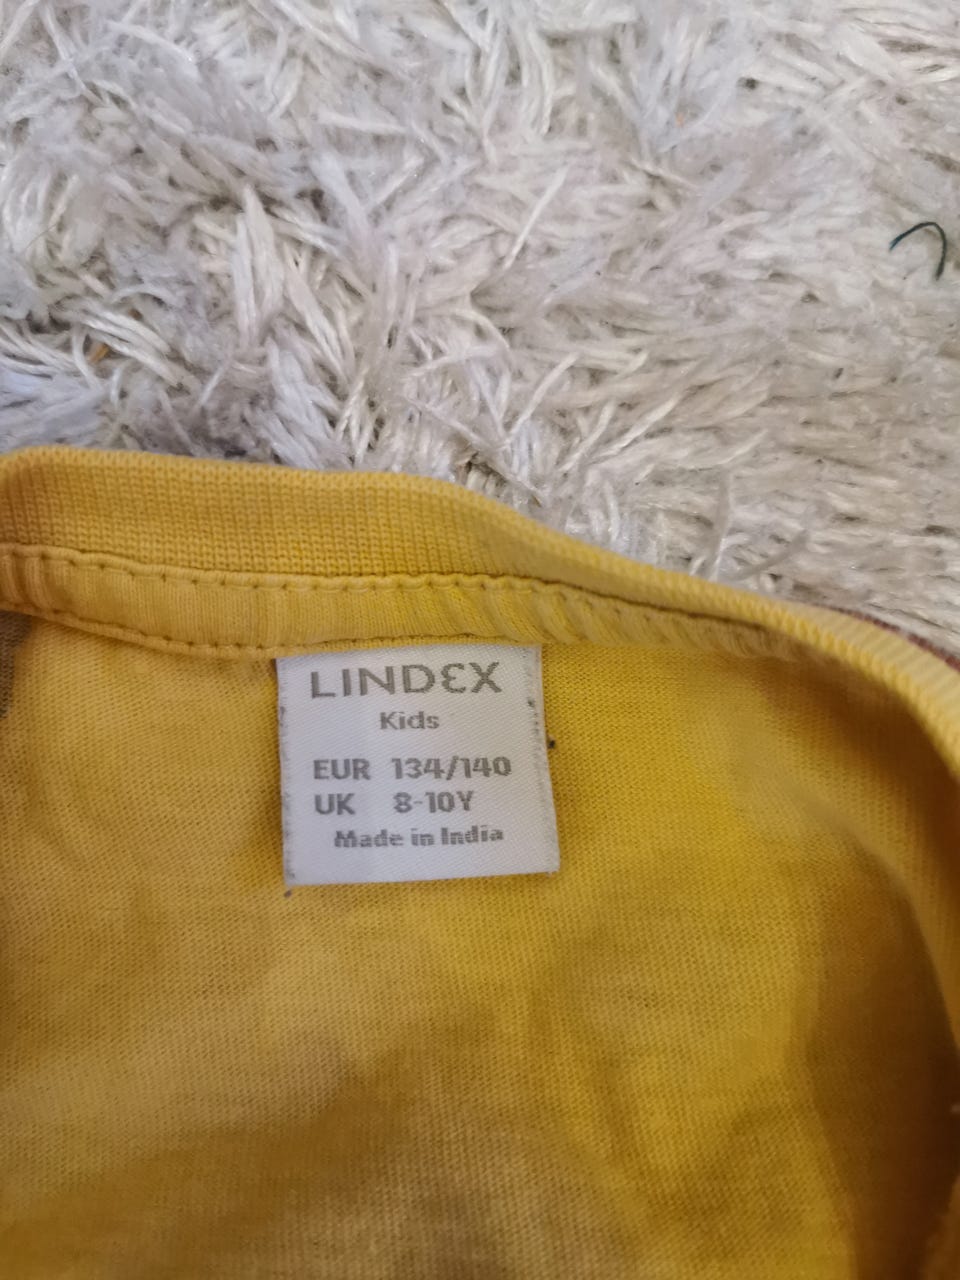 LINDEX
Kids
EUR 134/140
UK 8-10Y
Made in India